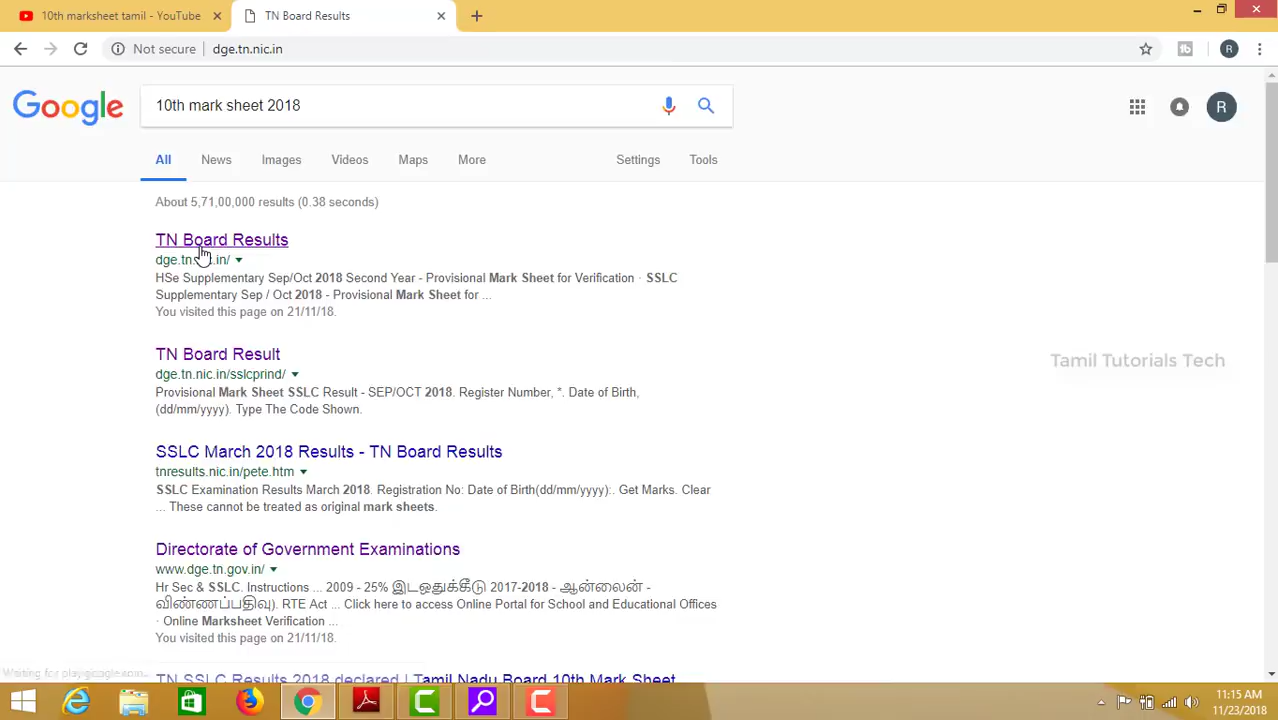 10th marksheet tamil - YouTube
TN Board Results
Not secure
dge.tn.nic.in
R
Google
10th mark sheet 2018
R
All
News
Images
Videos
Maps
More
Settings
Tools
About 5,71,00,000 results (0.38 seconds)
TN Board Results
HSe Supplementary Sep/Oct 2018 Second Year - Provisional Mark Sheet for Verification · SSLC
Supplementary Sep / Oct 2018 - Provisional Mark Sheet for ...
You visited this page on 21/11/18.
TN Board Result
dge.tn.nic.in/sslcprind/
Provisional Mark Sheet SSLC Result - SEP/OCT 2018. Register Number, *. Date of Birth,
(dd/mm/yyyy). Type The Code Shown.
Tamil Tutorials Tech
SSLC March 2018 Results - TN Board Results
tnresults.nic.in/pete.htm
SSLC Examination Results March 2018. Registration No: Date of Birth(dd/mm/yyyy):. Get Marks. Clear
... These cannot be treated as original mark sheets.
Directorate of Government Examinations
www.dge.tn.gov.in/
Hr Sec & SSLC. Instructions ... 2009 - 25% இடஒதுக்கீடு 2017-2018 - ஆன்லைன் -
விண்ணப்பதிவு). RTE Act ... Click here to access Online Portal for School and Educational Offices
· Online Marksheet Verification ...
You visited this page on 21/11/18.
TN SSLC Results 2018 declared | Tamil Nadu Board 10th Mark Sheet
Waiting for play.google.com...
11:15 AM
11/23/2018